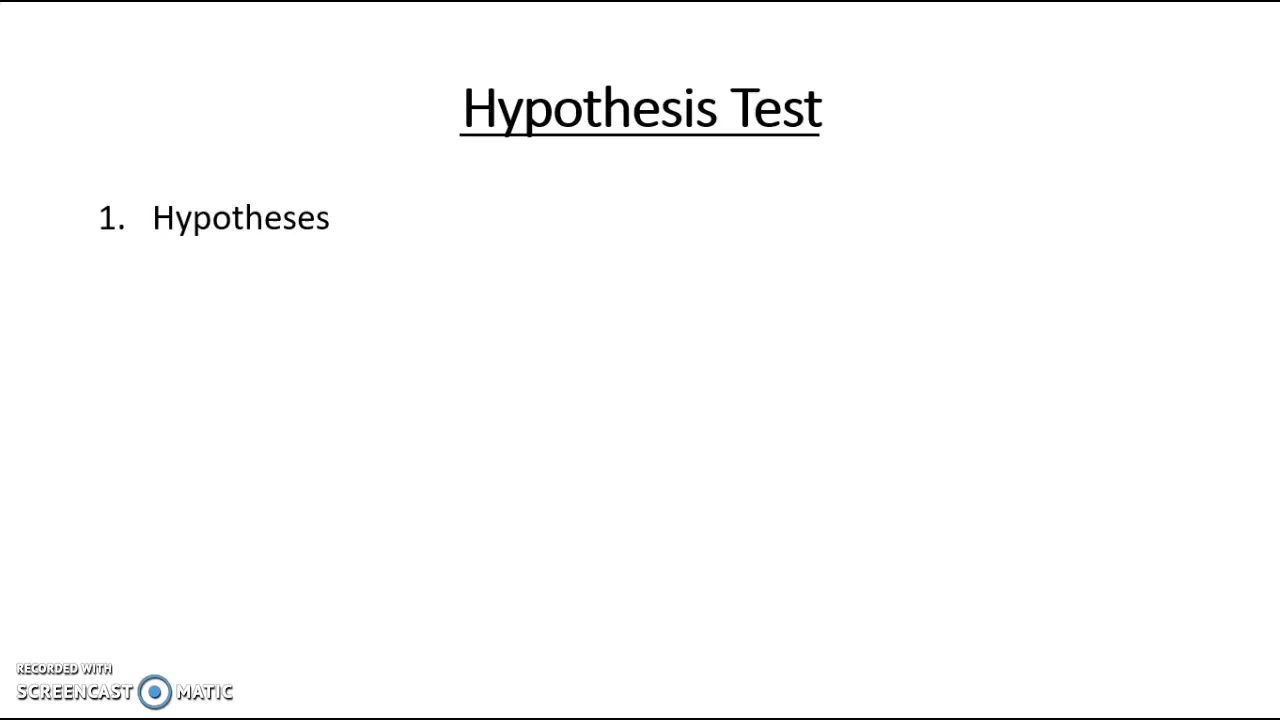 Hypothesis Test
1. Hypotheses
RECORDED WITH
SCREENCAST MATIC